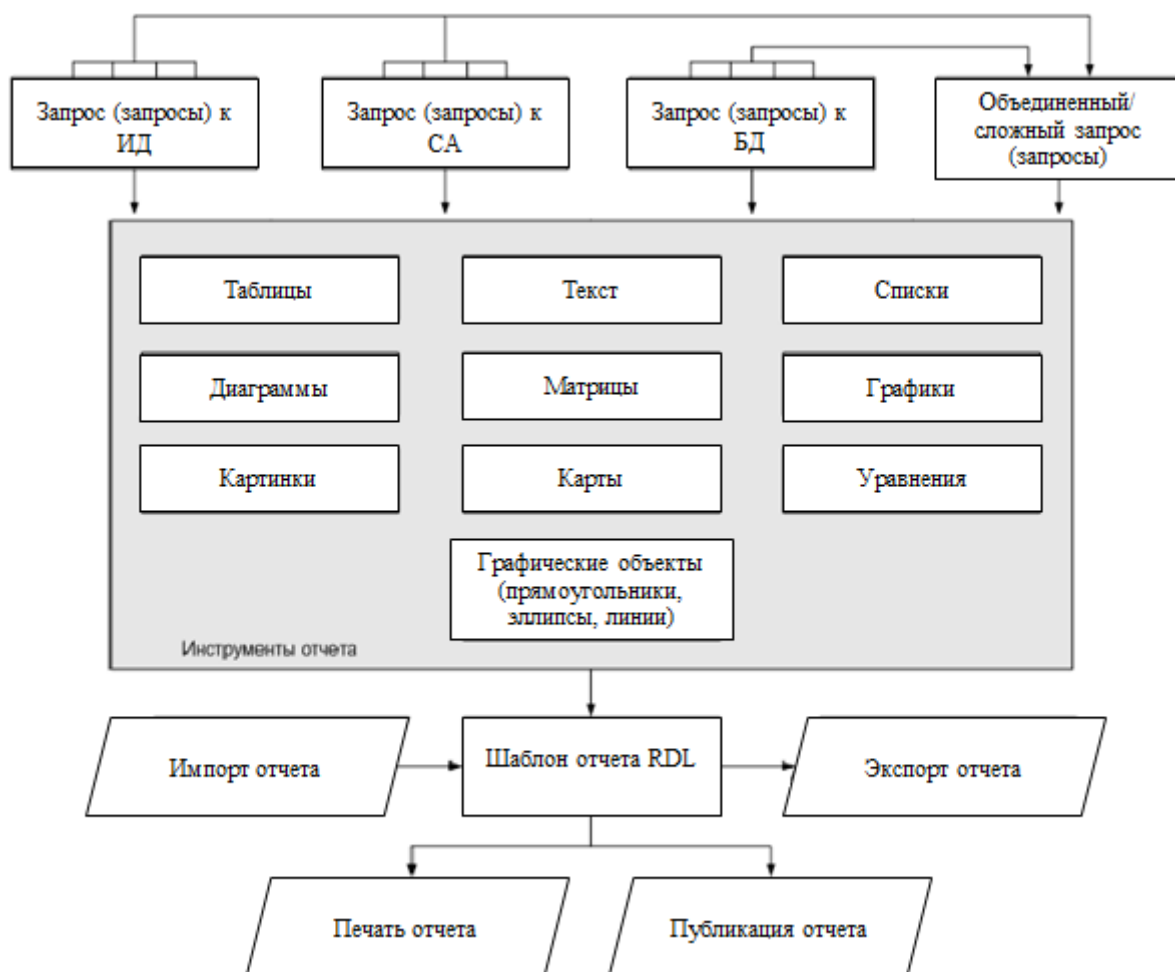 Запрос (запросы) к
ИД
Запрос (запросы) к
СА
Запрос (запросы) к
БД
Объединенный/
сложный запрос
(запросы)
Таблицы
Текст
Списки
Диаграммы
Матрицы
Графики
Картинки
Карты
Уравнения
Графические объекты
(прямоугольники,
эллипсы, линии)
Инструменты отчета
Импорт отчета
Шаблон отчета RDL
Экспорт отчета
Печать отчета
Публикация отчета